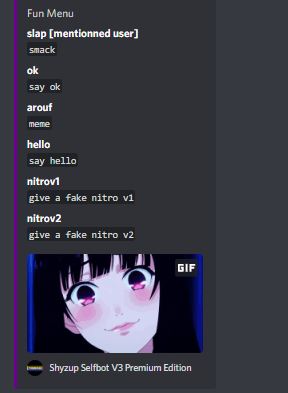 Fun Menu
slap [mentionned user]
smack
ok
say ok
arouf
meme
hello
say hello
nitrov1
give a fake nitro v1
nitrov2
give a fake nitro v2
GIF
Shyzup Selfbot V3 Premium Edition